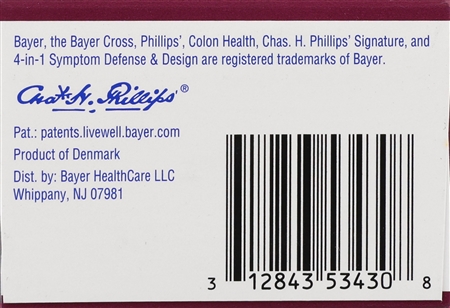 Bayer, the Bayer Cross, Phillips', Colon Health, Chas. H. Phillips' Signature, and
4-in-1 Symptom Defense & Design are registered trademarks of Bayer.
Chas. H. Phillips' ®
Pat.: patents.livewell.bayer.com
Product of Denmark
Dist. by: Bayer HealthCare LLC
Whippany, NJ 07981
3 12843 53430 8